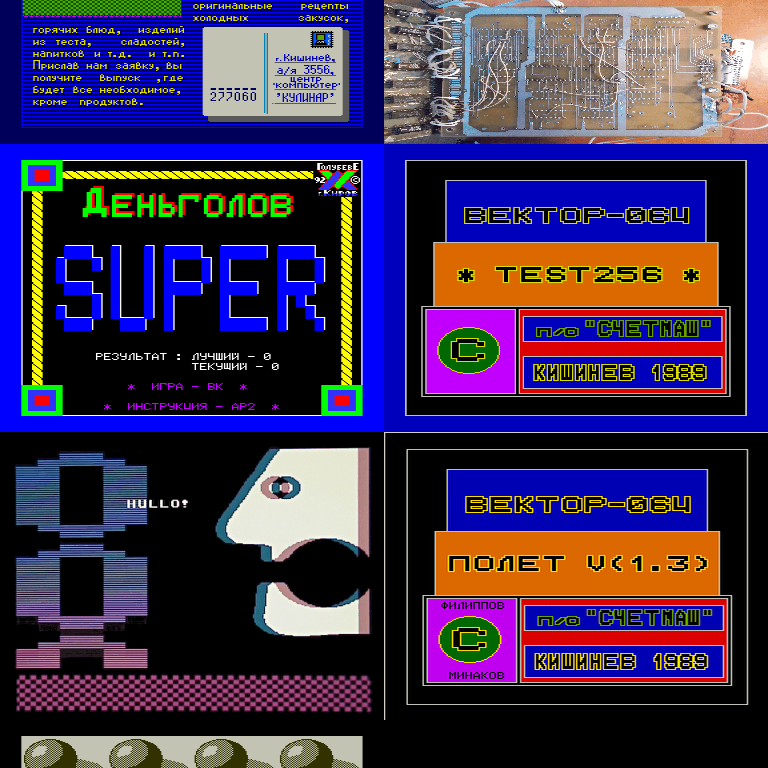 оригинальные рецепты
холодных закусок,
горячих блюд, изделий
из теста, сладостей,
напитков и т.д. и т.п.
Прислав нам заявку, Вы
получите выпуск ,где
будет все необходимое,
кроме продуктов.
277060
г.Кишинев,
а/я 3556,
центр
"компьютер"
"КУЛИНАР"
ГОЛУБЕВ Е
92 ©
г.Киров
Деньголов
SUPER
РЕЗУЛЬТАТ : ЛУЧШИЙ - 0
ТЕКУЩИЙ - 0
* ИГРА - ВК *
* ИНСТРУКЦИЯ - АР2 *
ВЕКТОР-06Ц
* TEST256 *
С
п/о "СЧЕТМАШ"
КИШИНЕВ 1989
HULLO!
ВЕКТОР-06Ц
ПОЛЕТ V(1.3)
ФИЛИППОВ
С
МИНАКОВ
п/о "СЧЕТМАШ"
КИШИНЕВ 1989